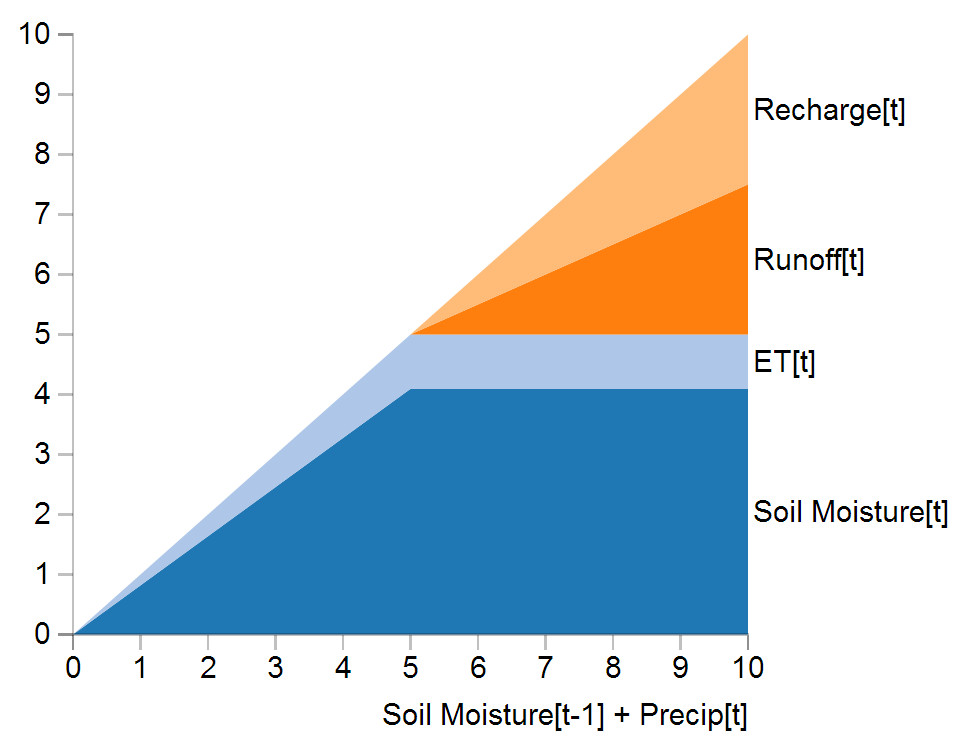 10
9
8
7
6
5
4
3
2
1
0
Recharge[t]
Runoff[t]
ET[t]
Soil Moisture[t]
0 1 2 3 4 5 6 7 8 9 10
Soil Moisture[t-1] + Precip[t]